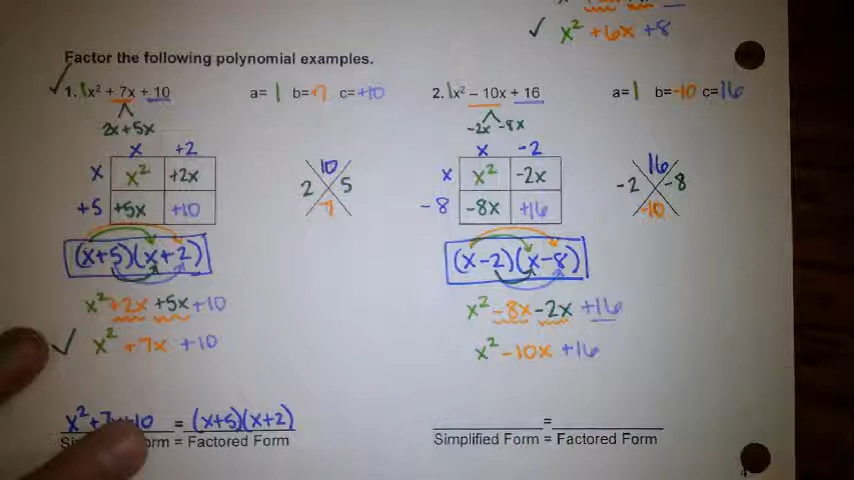 x² +6x +8
Factor the following polynomial examples.
1. 1x² + 7x + 10 a= 1 b= 7 c= +10
2x+5x
x +2
x x² +2x
+5 +5x +10
10
2 5
7
(x+5)(x+2)
x² +2x +5x +10
x² +7x +10
x²+7x+10 = (x+5)(x+2)
= Factored Form
2. 1x² – 10x + 16 a= 1 b= -10 c= 16
-2x -8x
x -2
x x² -2x
-8 -8x +16
16
-2 -8
-10
(x-2)(x-8)
x² -8x -2x +16
x² -10x +16
=
Simplified Form = Factored Form